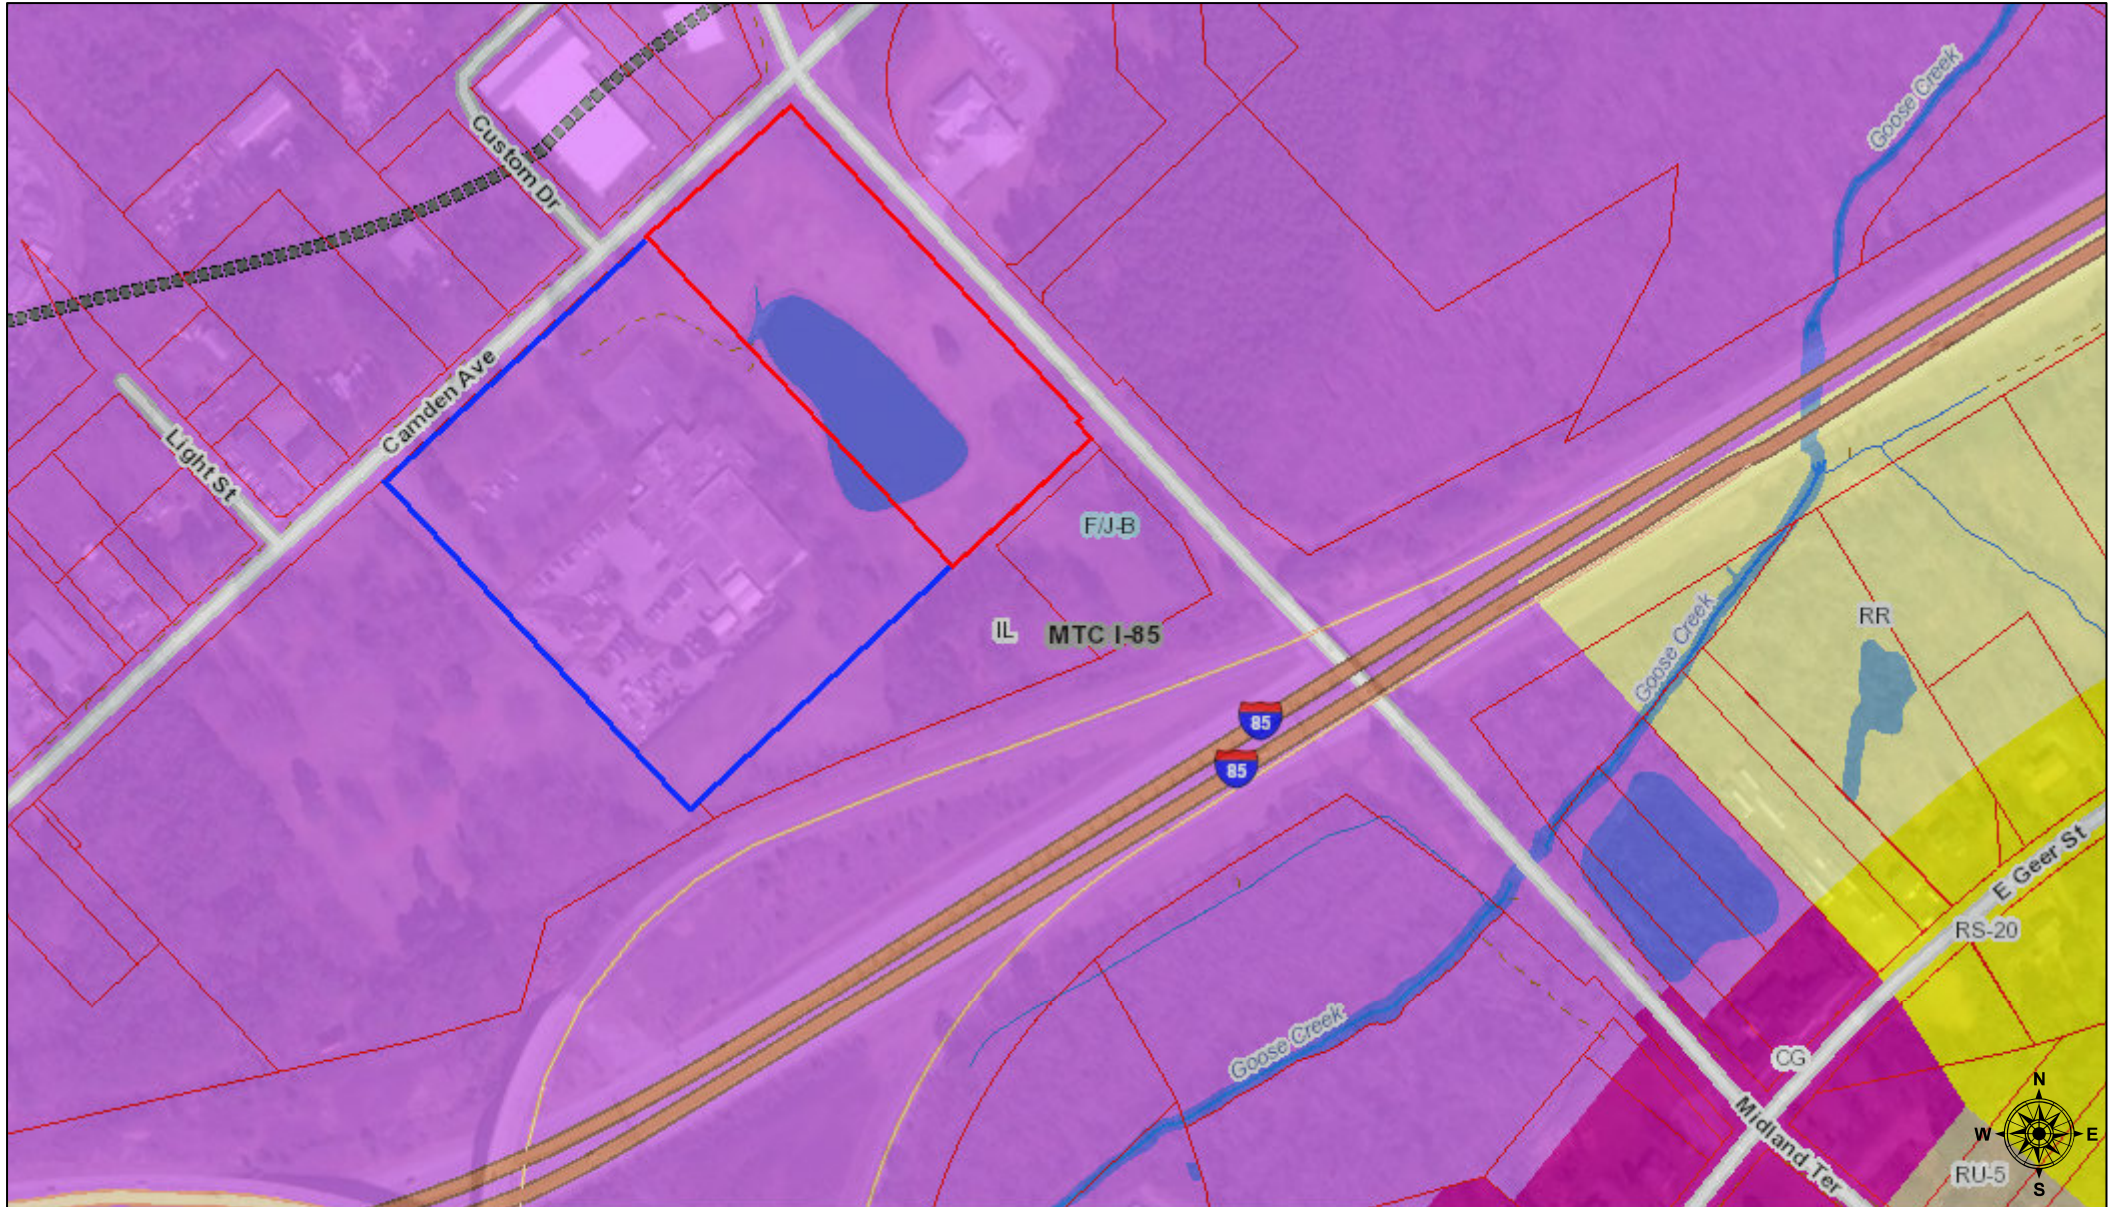 Goose Creek
Custom Dr
Camden Ave
Light St
F/J-B
IL
MTC I-85
RR
Goose Creek
85
85
E Geer St
RS-20
Goose Creek
CG
Midland Ter
RU-5
N
W
E
S